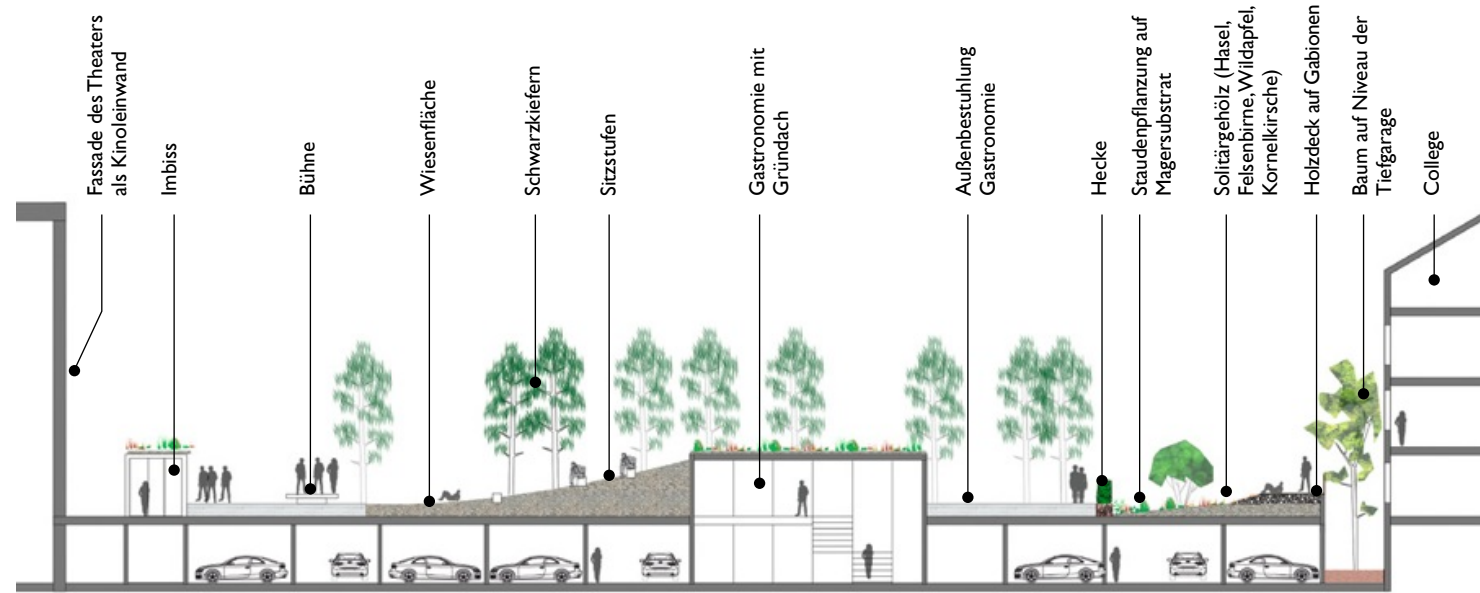 Fassade des Theaters
als Kinoleinwand
Imbiss
Bühne
Wiesenfläche
Schwarzkiefern
Sitzstufen
Gastronomie mit
Gründach
Außenbestuhlung
Gastronomie
Hecke
Staudenpflanzung auf
Magersubstrat
Solitärgehölz (Hasel,
Felsenbirne, Wildapfel,
Kornelkirsche)
Holzdeck auf Gabionen
Baum auf Niveau der
Tiefgarage
College